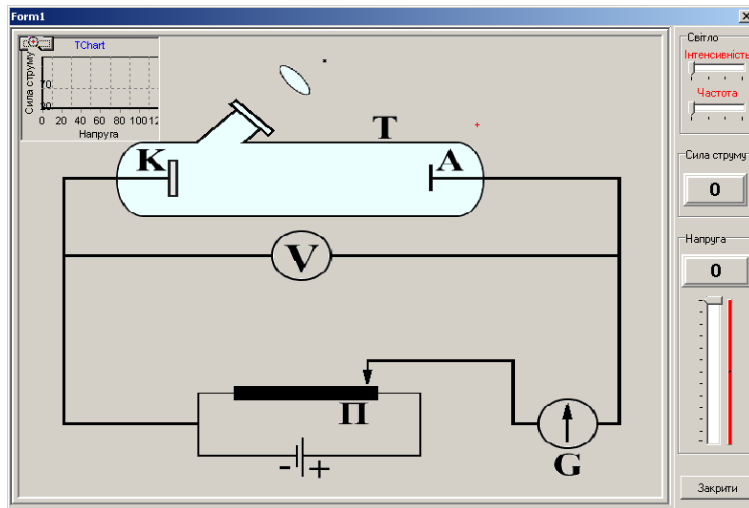 Form1
TChart
Сила струму
70
30
0 20 40 60 80 100 12
Напруга
T
K
A
V
П
- +
G
Світло
Інтенсивність
Частота
Сила струму
0
Напруга
0
Закрити